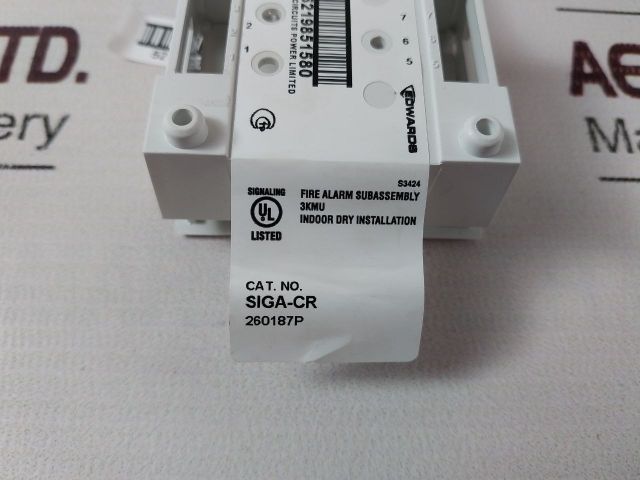 TD.
ery
AE
Ma
2
1
7
6
5
5219851580
CIRCUITS POWER LIMITED
EDWARDS
S3424
SIGNALING
UL
LISTED
FIRE ALARM SUBASSEMBLY
3KMU
INDOOR DRY INSTALLATION
CAT. NO.
SIGA-CR
260187P